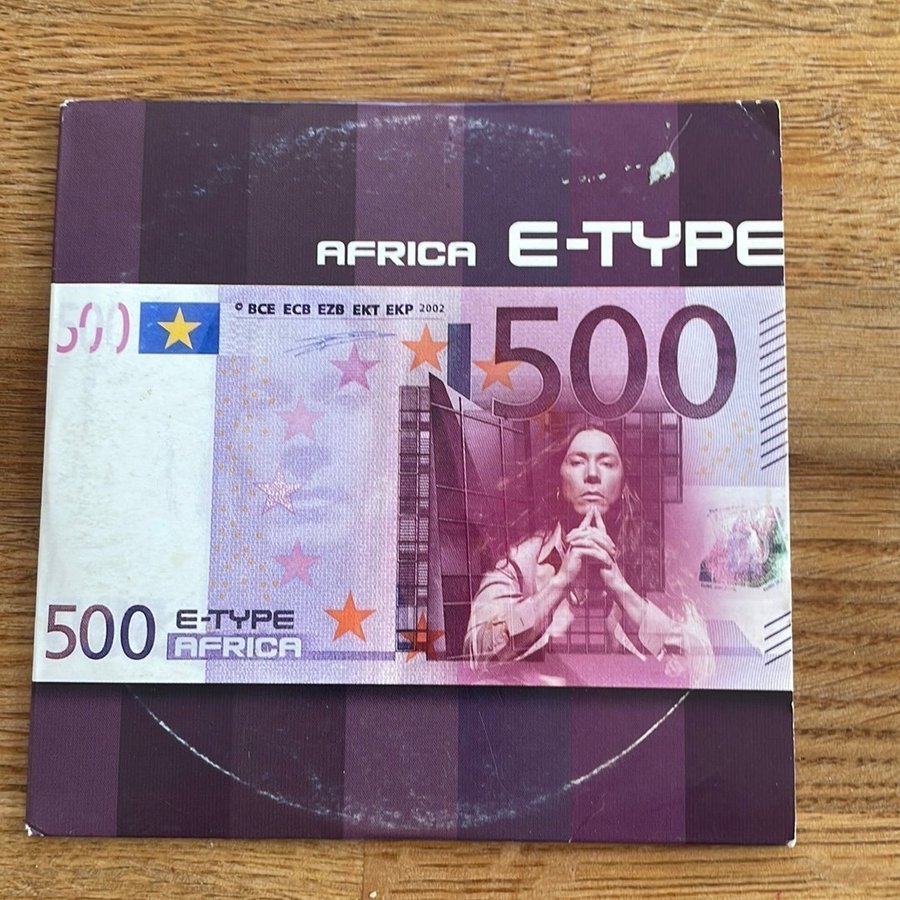 AFRICA E-TYPE
500
© BCE ECB EZB EKT EKP 2002
500
500
E-TYPE
AFRICA